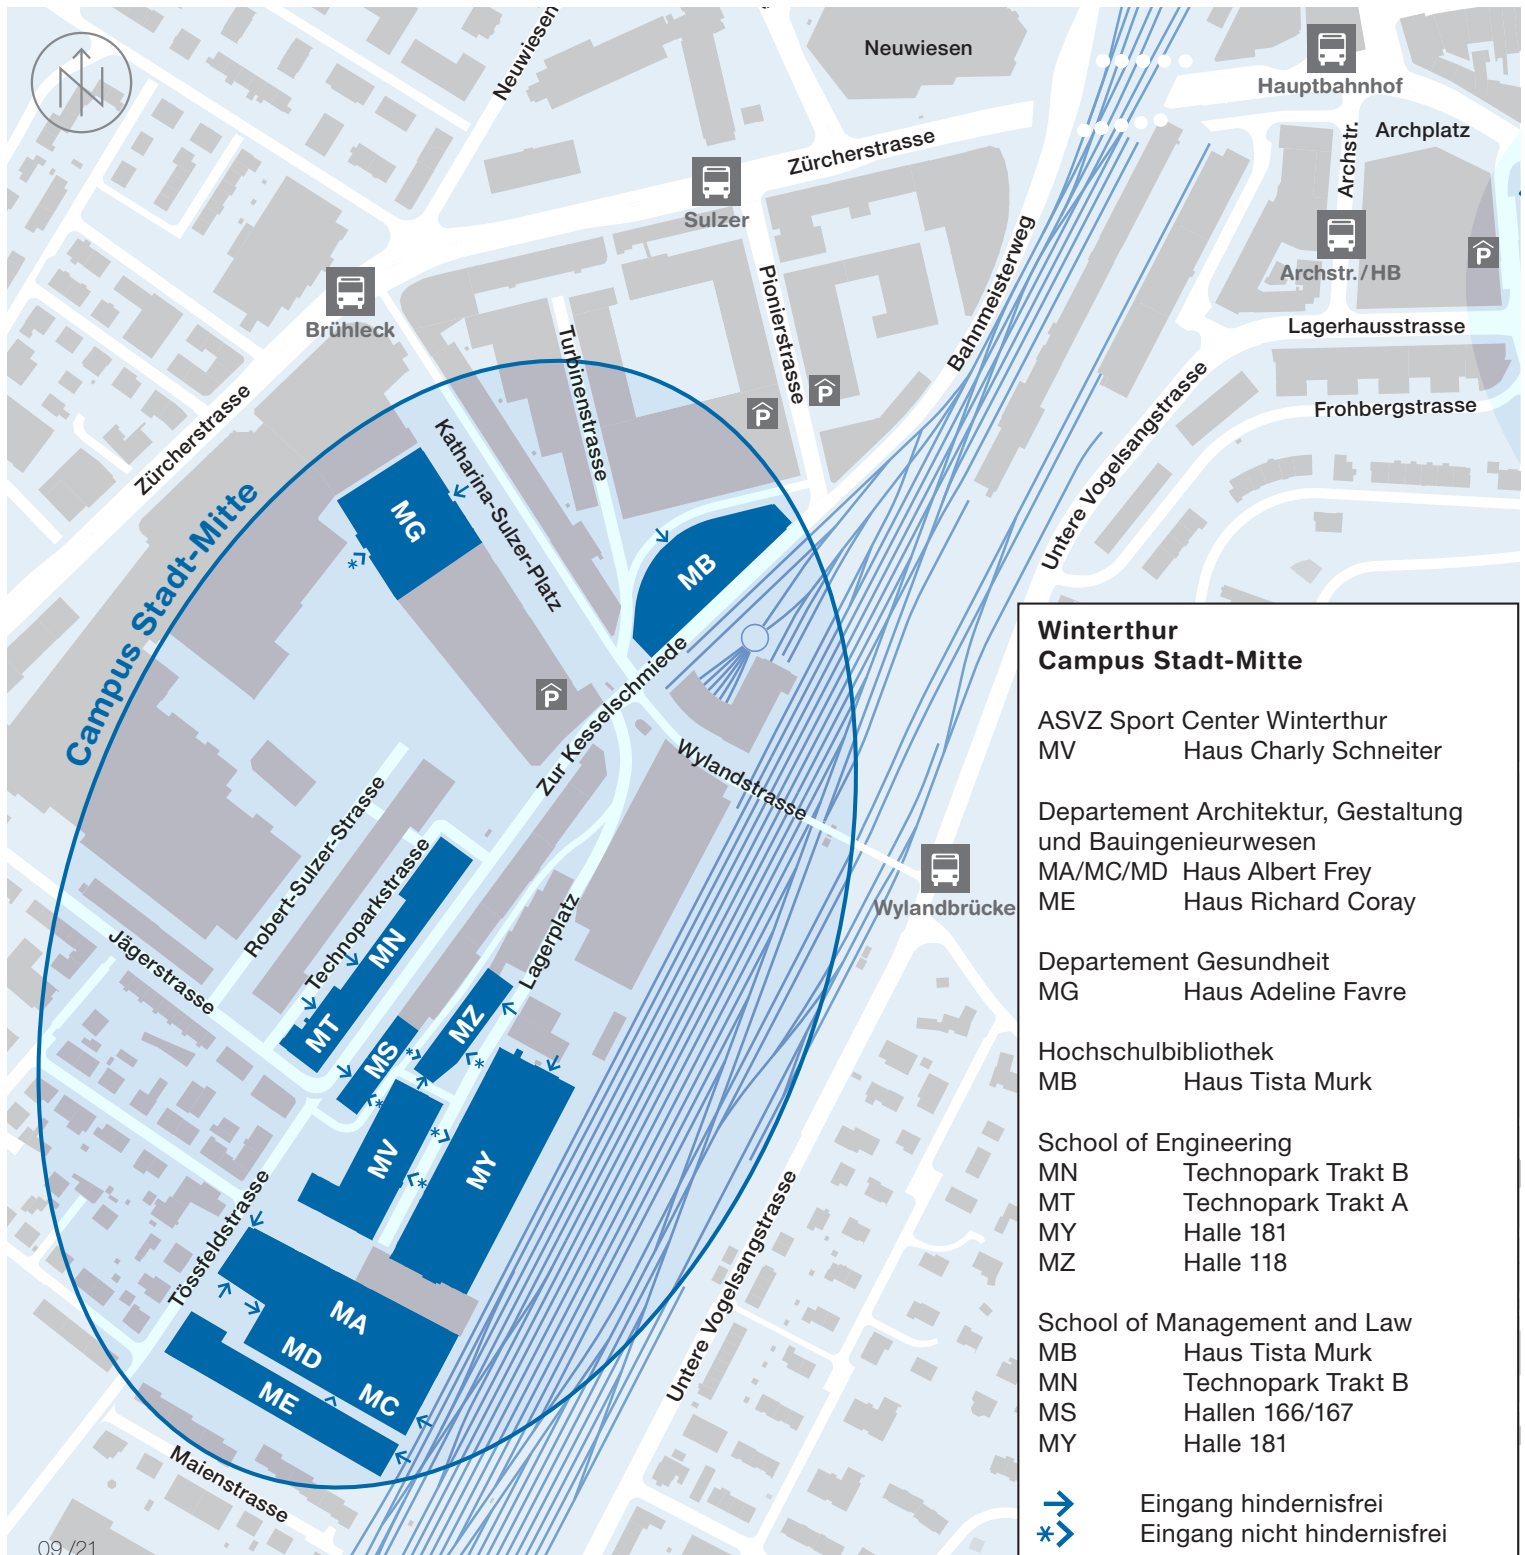 N
Neuwiesen
Neuwiesen
Hauptbahnhof
Archplatz
Archstr.
Zürcherstrasse
Sulzer
Archstr./HB
P
Brühleck
Lagerhausstrasse
Pionierstrasse
Bahnmeisterweg
Turbinenstrasse
Frohbergstrasse
P
P
Zürcherstrasse
Katharina-Sulzer-Platz
Untere Vogelsangstrasse
Campus Stadt-Mitte
MG
*
MB
P
Zur Kesselschmiede
Wylandstrasse
Wylandbrücke
Robert-Sulzer-Strasse
Technoparkstrasse
Jägerstrasse
Lagerplatz
MN
MT
MS
MZ
*
*
*
MV
*
*
MY
Tössfeldstrasse
Untere Vogelsangstrasse
MA
MD
MC
ME
Maienstrasse
09/21
Winterthur
Campus Stadt-Mitte
ASVZ Sport Center Winterthur
MV Haus Charly Schneiter
Departement Architektur, Gestaltung
und Bauingenieurwesen
MA/MC/MD Haus Albert Frey
ME Haus Richard Coray
Departement Gesundheit
MG Haus Adeline Favre
Hochschulbibliothek
MB Haus Tista Murk
School of Engineering
MN Technopark Trakt B
MT Technopark Trakt A
MY Halle 181
MZ Halle 118
School of Management and Law
MB Haus Tista Murk
MN Technopark Trakt B
MS Hallen 166/167
MY Halle 181
Eingang hindernisfrei
* Eingang nicht hindernisfrei